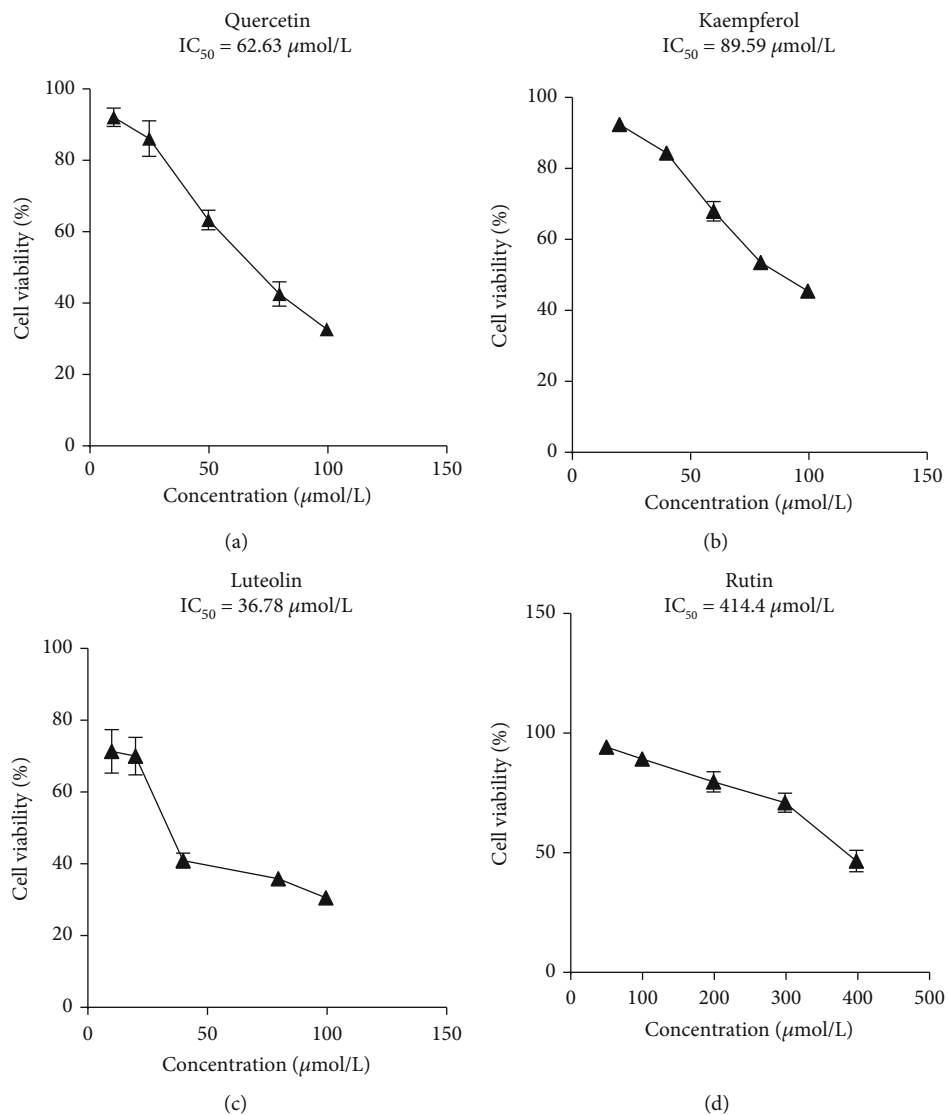 Quercetin
IC50 = 62.63 μmol/L
100
80
60
40
20
0
Cell viability (%)
0 50 100 150
Concentration (μmol/L)
(a)
Kaempferol
IC50 = 89.59 μmol/L
100
80
60
40
20
0
Cell viability (%)
0 50 100 150
Concentration (μmol/L)
(b)
Luteolin
IC50 = 36.78 μmol/L
100
80
60
40
20
0
Cell viability (%)
0 50 100 150
Concentration (μmol/L)
(c)
Rutin
IC50 = 414.4 μmol/L
150
100
50
0
Cell viability (%)
0 100 200 300 400 500
Concentration (μmol/L)
(d)